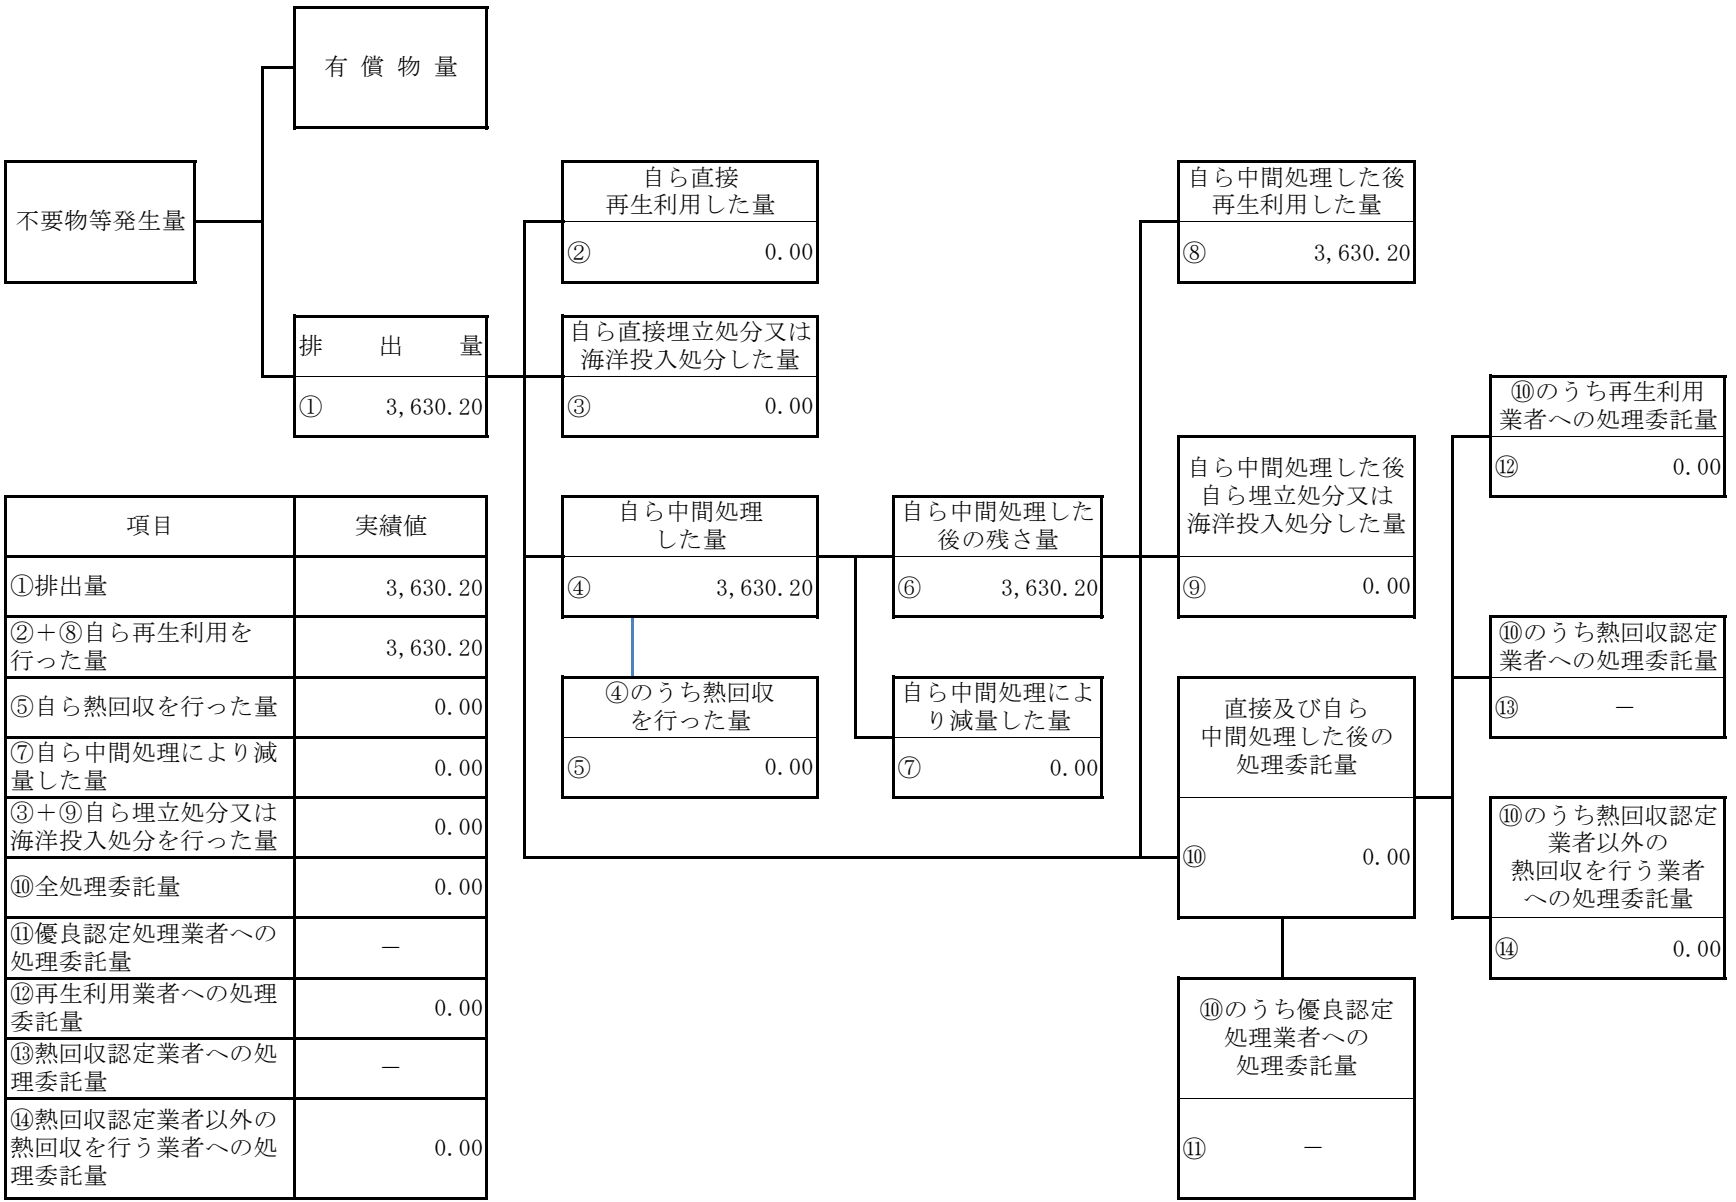 有 償 物 量
不要物等発生量
排 出 量
① 3,630.20
自ら直接
再生利用した量
② 0.00
自ら直接埋立処分又は
海洋投入処分した量
③ 0.00
自ら中間処理
した量
④ 3,630.20
④のうち熱回収
を行った量
⑤ 0.00
自ら中間処理した
後の残さ量
⑥ 3,630.20
自ら中間処理によ
り減量した量
⑦ 0.00
自ら中間処理した後
再生利用した量
⑧ 3,630.20
自ら中間処理した後
自ら埋立処分又は
海洋投入処分した量
⑨ 0.00
直接及び自ら
中間処理した後の
処理委託量
⑩ 0.00
⑩のうち優良認定
処理業者への
処理委託量
⑪ －
⑩のうち再生利用
業者への処理委託量
⑫ 0.00
⑩のうち熱回収認定
業者への処理委託量
⑬ －
⑩のうち熱回収認定
業者以外の
熱回収を行う業者
への処理委託量
⑭ 0.00
項目 実績値
①排出量 3,630.20
②＋⑧自ら再生利用を
行った量 3,630.20
⑤自ら熱回収を行った量 0.00
⑦自ら中間処理により減
量した量 0.00
③＋⑨自ら埋立処分又は
海洋投入処分を行った量 0.00
⑩全処理委託量 0.00
⑪優良認定処理業者への
処理委託量 －
⑫再生利用業者への処理
委託量 0.00
⑬熱回収認定業者への処
理委託量 －
⑭熱回収認定業者以外の
熱回収を行う業者への処
理委託量 0.00